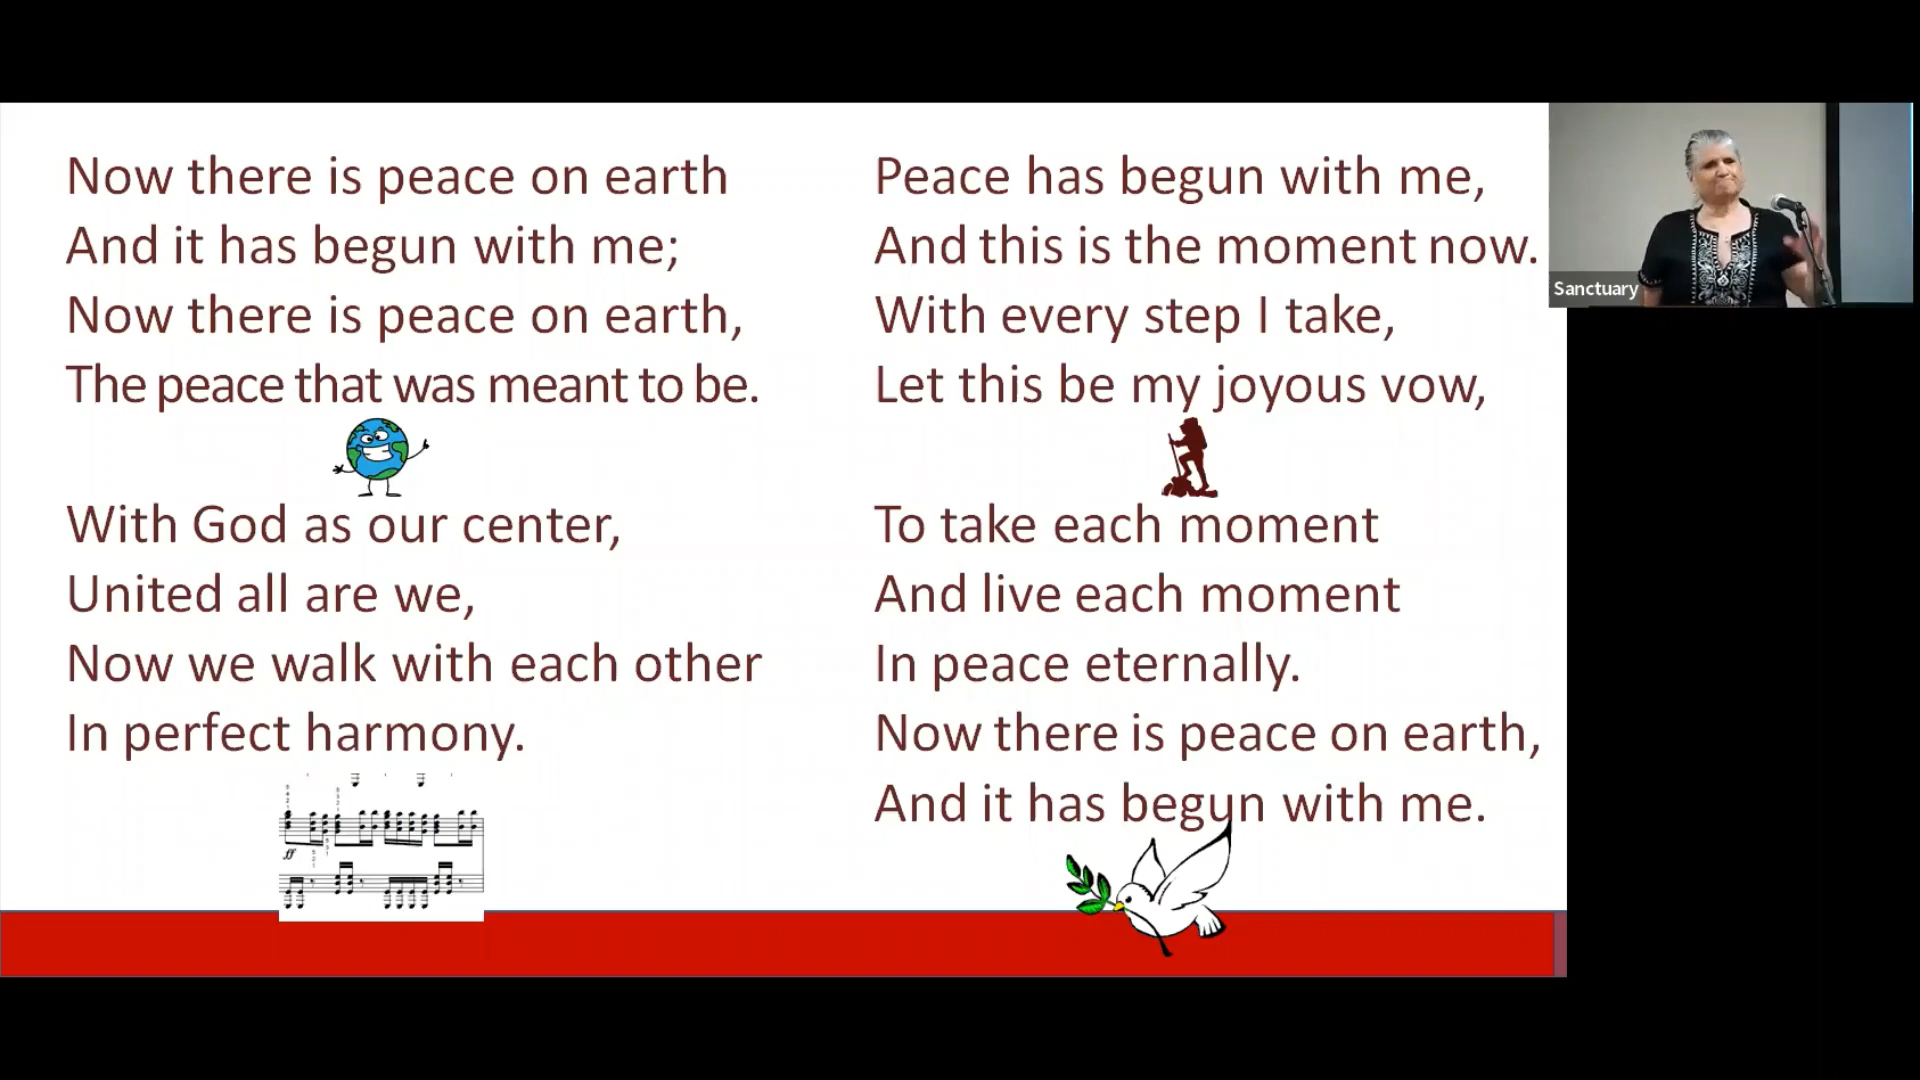 Now there is peace on earth
And it has begun with me;
Now there is peace on earth,
The peace that was meant to be.
With God as our center,
United all are we,
Now we walk with each other
In perfect harmony.
ff
Peace has begun with me,
And this is the moment now.
With every step I take,
Let this be my joyous vow,
To take each moment
And live each moment
In peace eternally.
Now there is peace on earth,
And it has begun with me.
Sanctuary